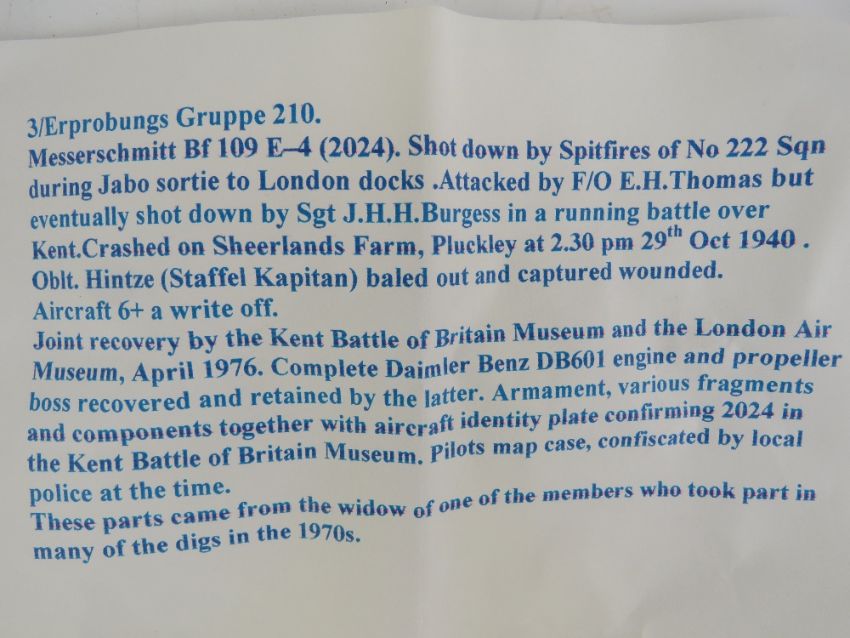 3/Erprobungs Gruppe 210.
Messerschmitt Bf 109 E–4 (2024). Shot down by Spitfires of No 222 Sqn
during Jabo sortie to London docks .Attacked by F/O E.H.Thomas but
eventually shot down by Sgt J.H.H.Burgess in a running battle over
Kent.Crashed on Sheerlands Farm, Pluckley at 2.30 pm 29th Oct 1940 .
Oblt. Hintze (Staffel Kapitan) baled out and captured wounded.
Aircraft 6+ a write off.
Joint recovery by the Kent Battle of Britain Museum and the London Air
Museum, April 1976. Complete Daimler Benz DB601 engine and propeller
boss recovered and retained by the latter. Armament, various fragments
and components together with aircraft identity plate confirming 2024 in
the Kent Battle of Britain Museum. Pilots map case, confiscated by local
police at the time.
These parts came from the widow of one of the members who took part in
many of the digs in the 1970s.